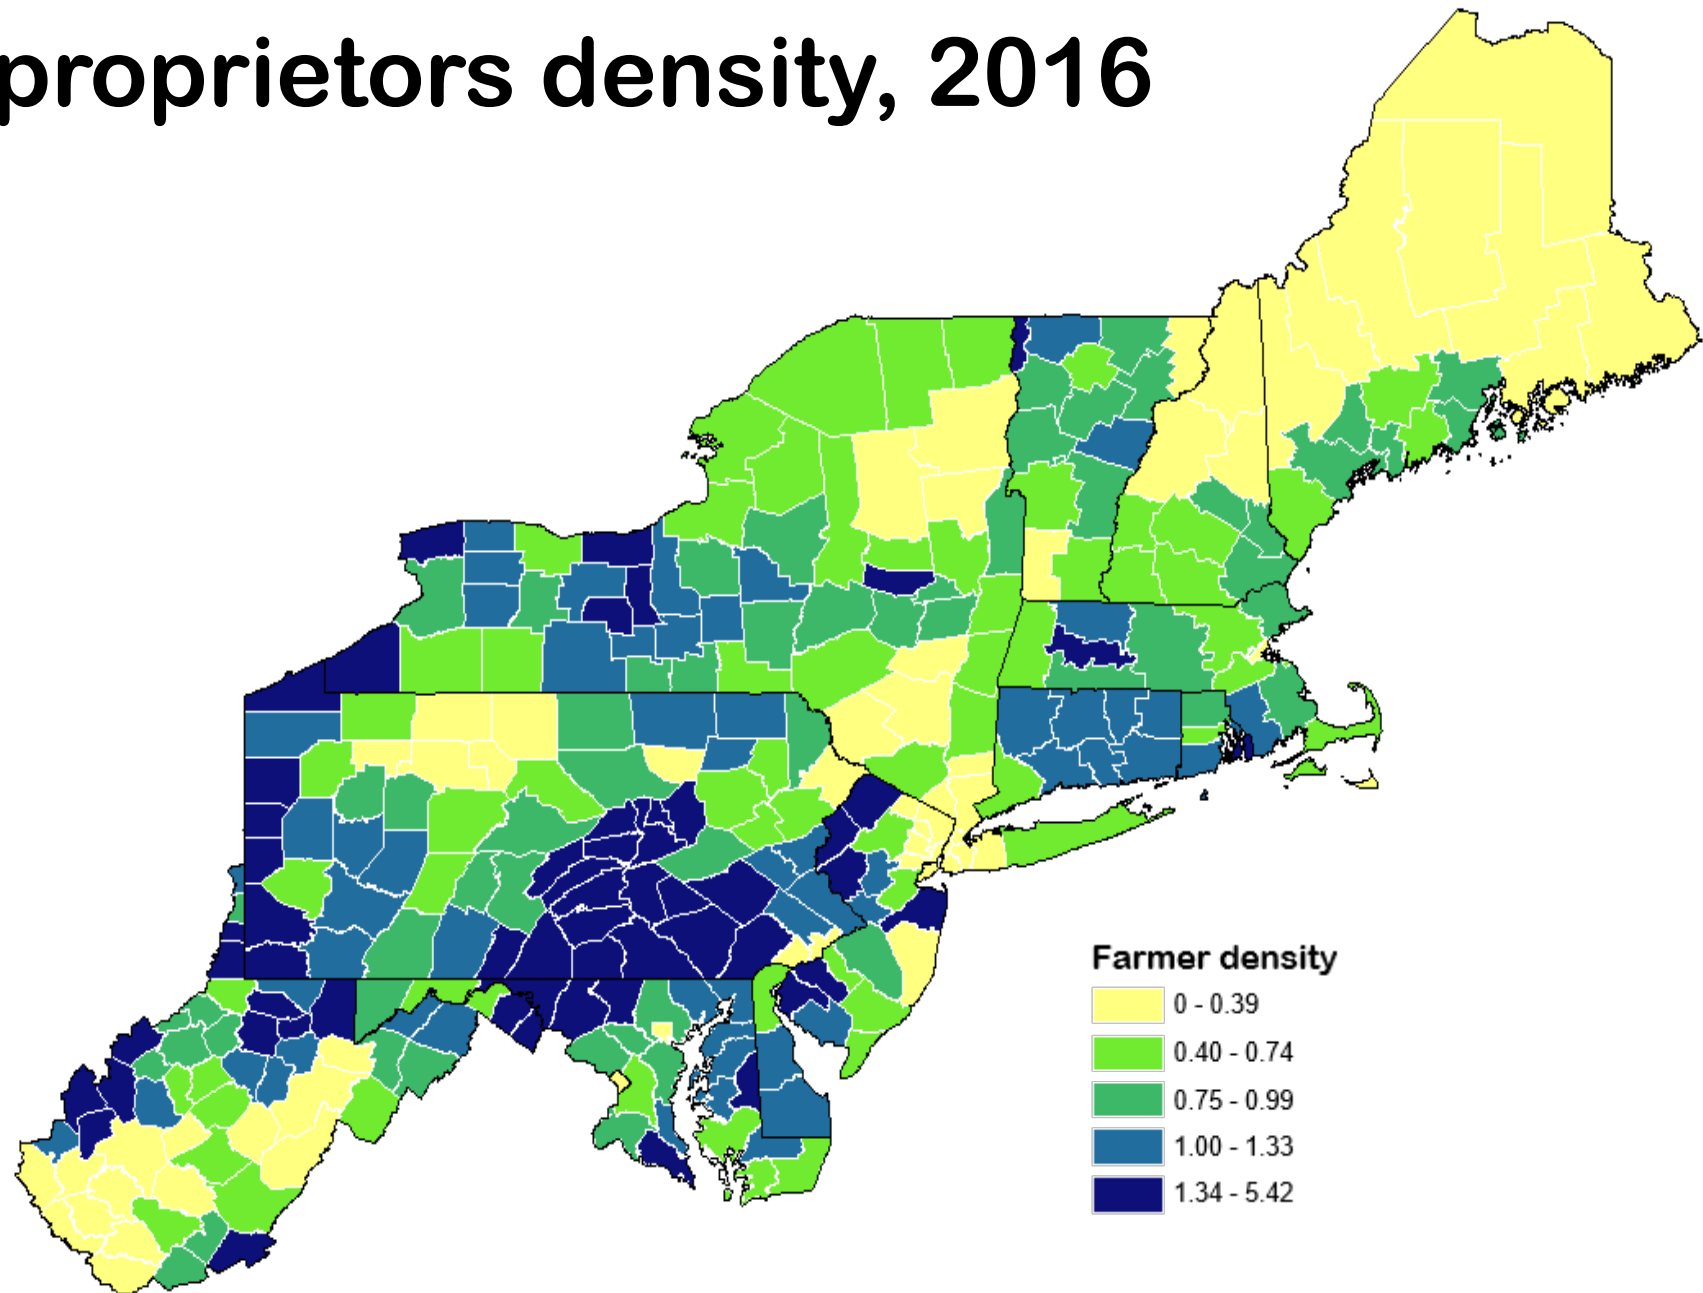 proprietors density, 2016
Farmer density
0 - 0.39
0.40 - 0.74
0.75 - 0.99
1.00 - 1.33
1.34 - 5.42